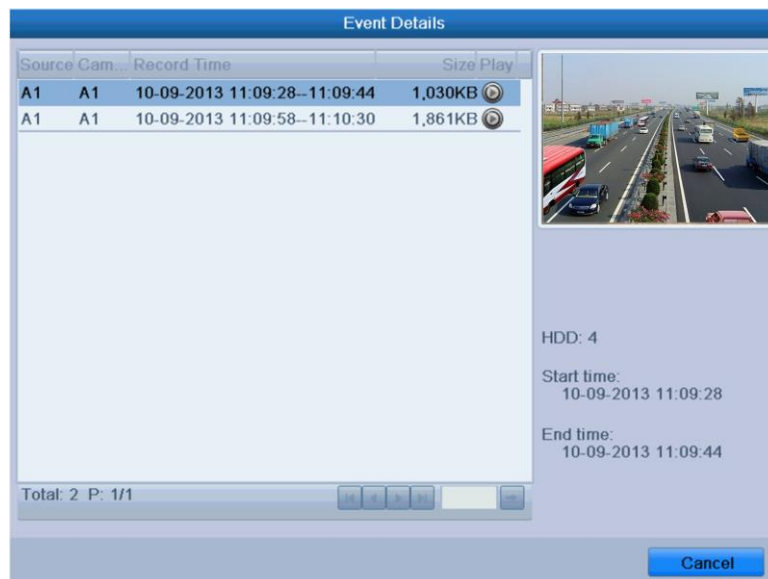 Event Details
Source Cam... Record Time Size Play
A1 A1 10-09-2013 11:09:28--11:09:44 1,030KB
A1 A1 10-09-2013 11:09:58--11:10:30 1,861KB
HDD: 4
Start time:
10-09-2013 11:09:28
End time:
10-09-2013 11:09:44
Total: 2 P: 1/1
Cancel